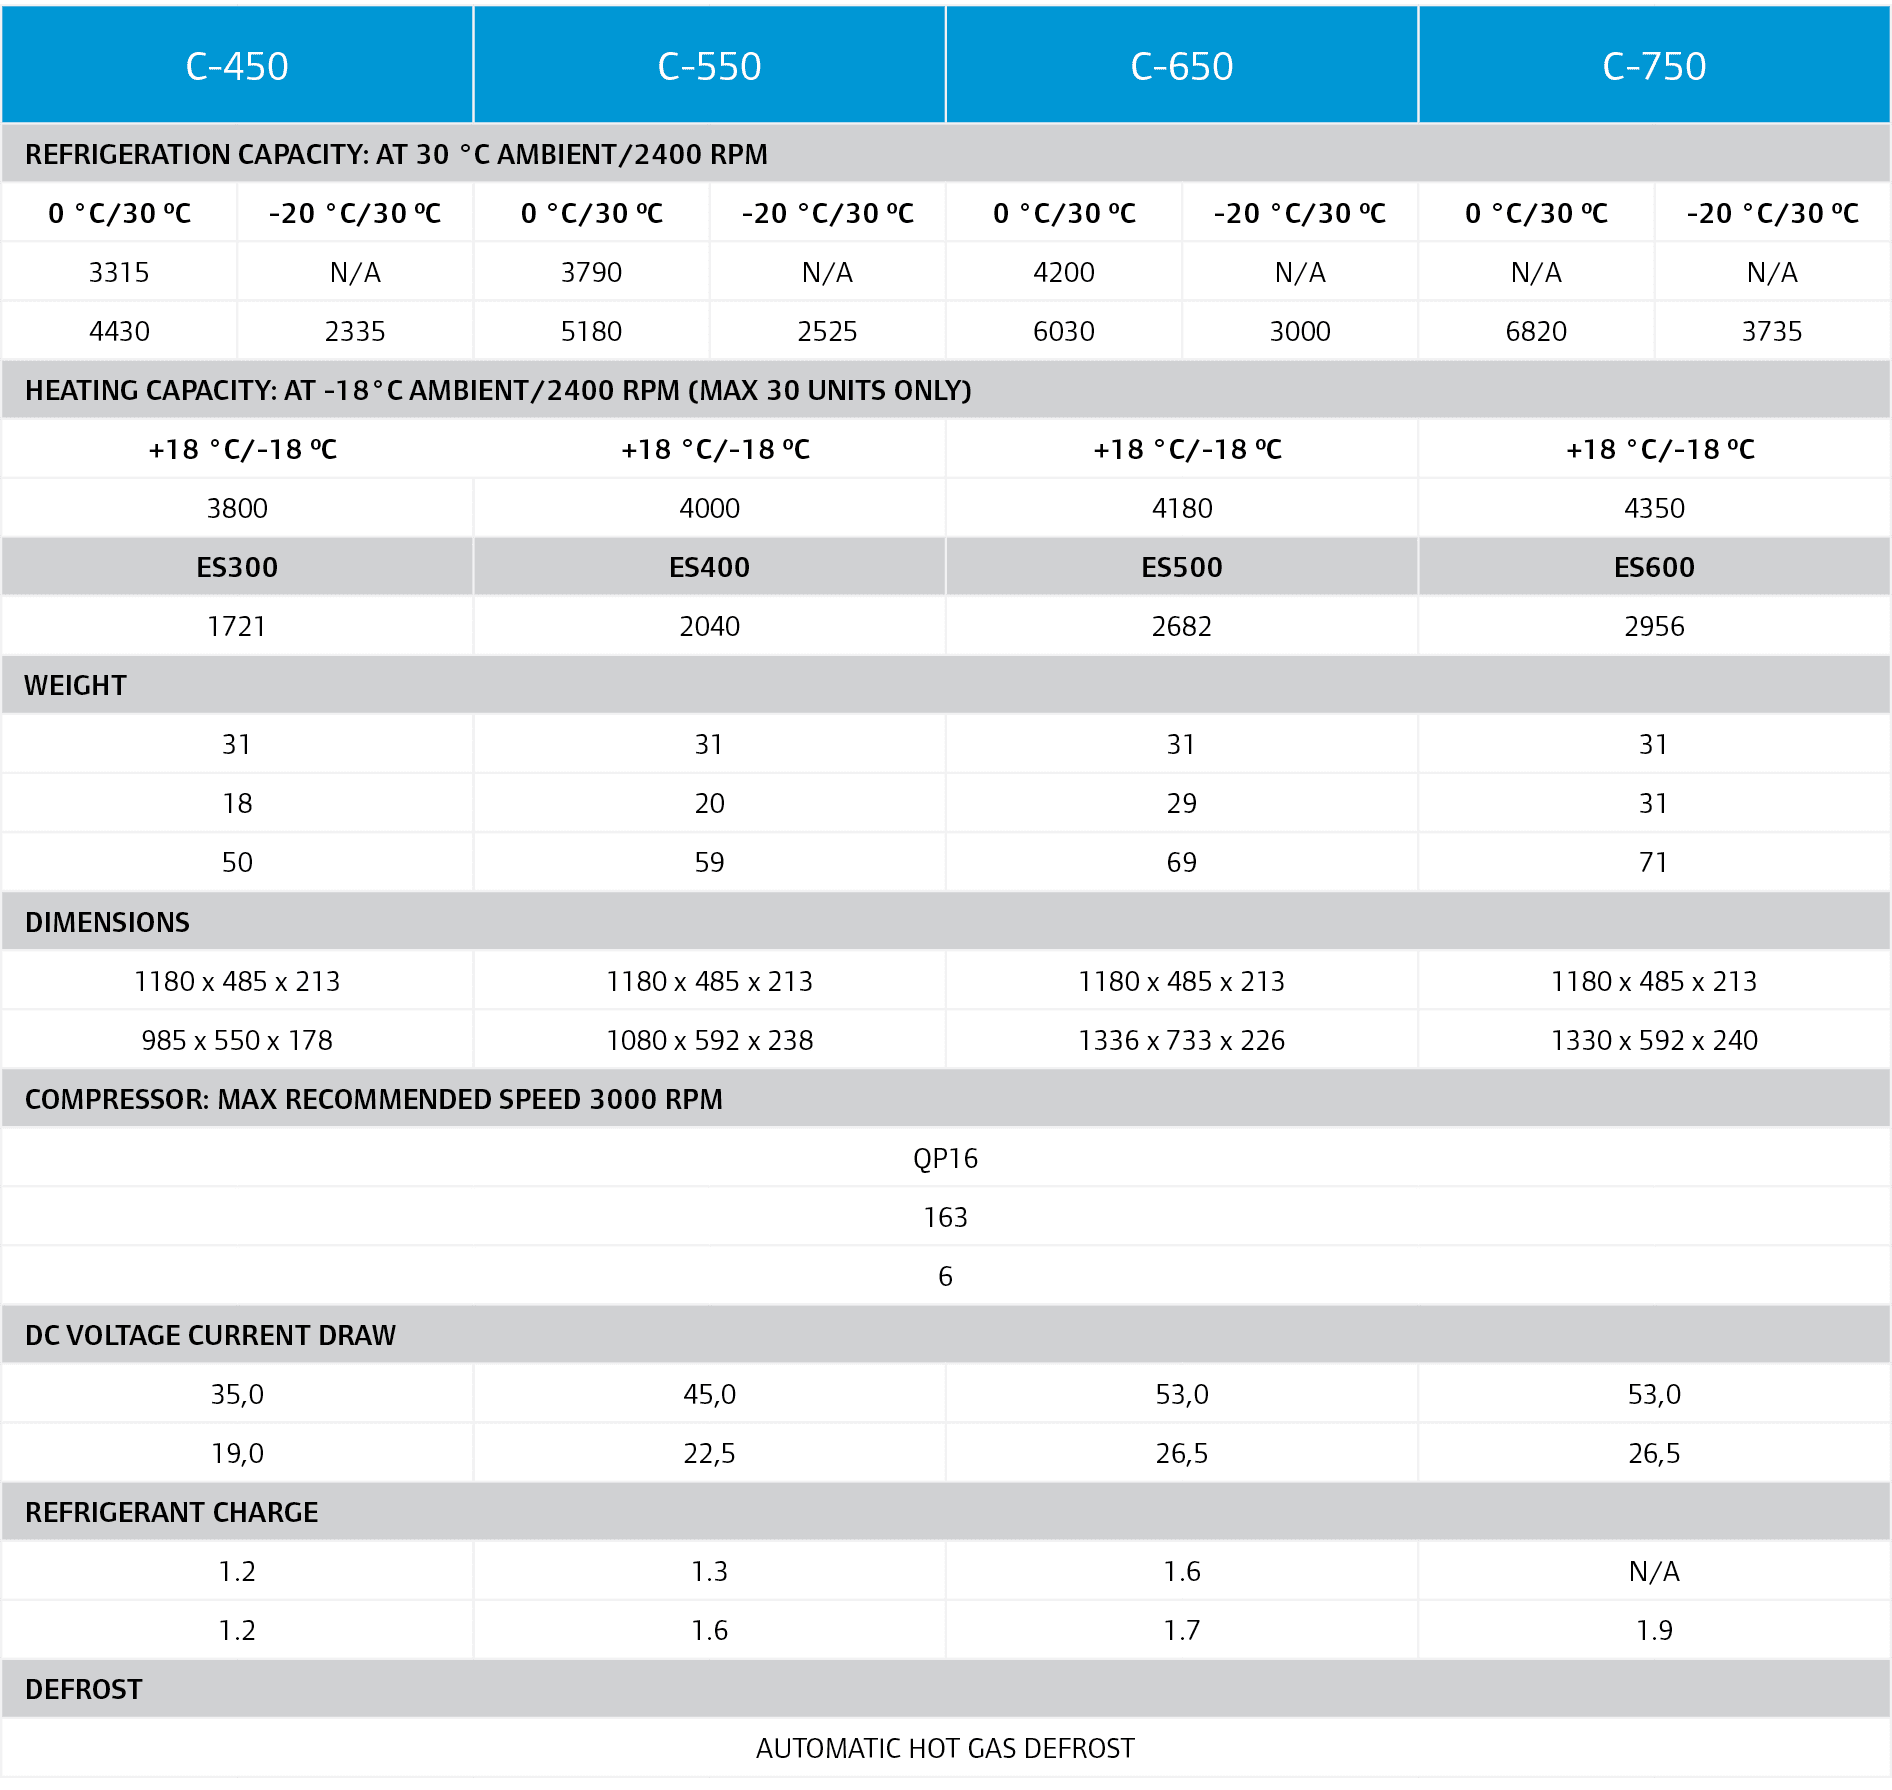 C-450 C-550 C-650 C-750
REFRIGERATION CAPACITY: AT 30 °C AMBIENT/2400 RPM
0 °C/30 ºC -20 °C/30 ºC 0 °C/30 ºC -20 °C/30 ºC 0 °C/30 ºC -20 °C/30 ºC 0 °C/30 ºC -20 °C/30 ºC
3315 N/A 3790 N/A 4200 N/A N/A N/A
4430 2335 5180 2525 6030 3000 6820 3735
HEATING CAPACITY: AT -18°C AMBIENT/2400 RPM (MAX 30 UNITS ONLY)
+18 °C/-18 ºC +18 °C/-18 ºC +18 °C/-18 ºC +18 °C/-18 ºC
3800 4000 4180 4350
ES300 ES400 ES500 ES600
1721 2040 2682 2956
WEIGHT
31 31 31 31
18 20 29 31
50 59 69 71
DIMENSIONS
1180 x 485 x 213 1180 x 485 x 213 1180 x 485 x 213 1180 x 485 x 213
985 x 550 x 178 1080 x 592 x 238 1336 x 733 x 226 1330 x 592 x 240
COMPRESSOR: MAX RECOMMENDED SPEED 3000 RPM
QP16
163
6
DC VOLTAGE CURRENT DRAW
35,0 45,0 53,0 53,0
19,0 22,5 26,5 26,5
REFRIGERANT CHARGE
1.2 1.3 1.6 N/A
1.2 1.6 1.7 1.9
DEFROST
AUTOMATIC HOT GAS DEFROST